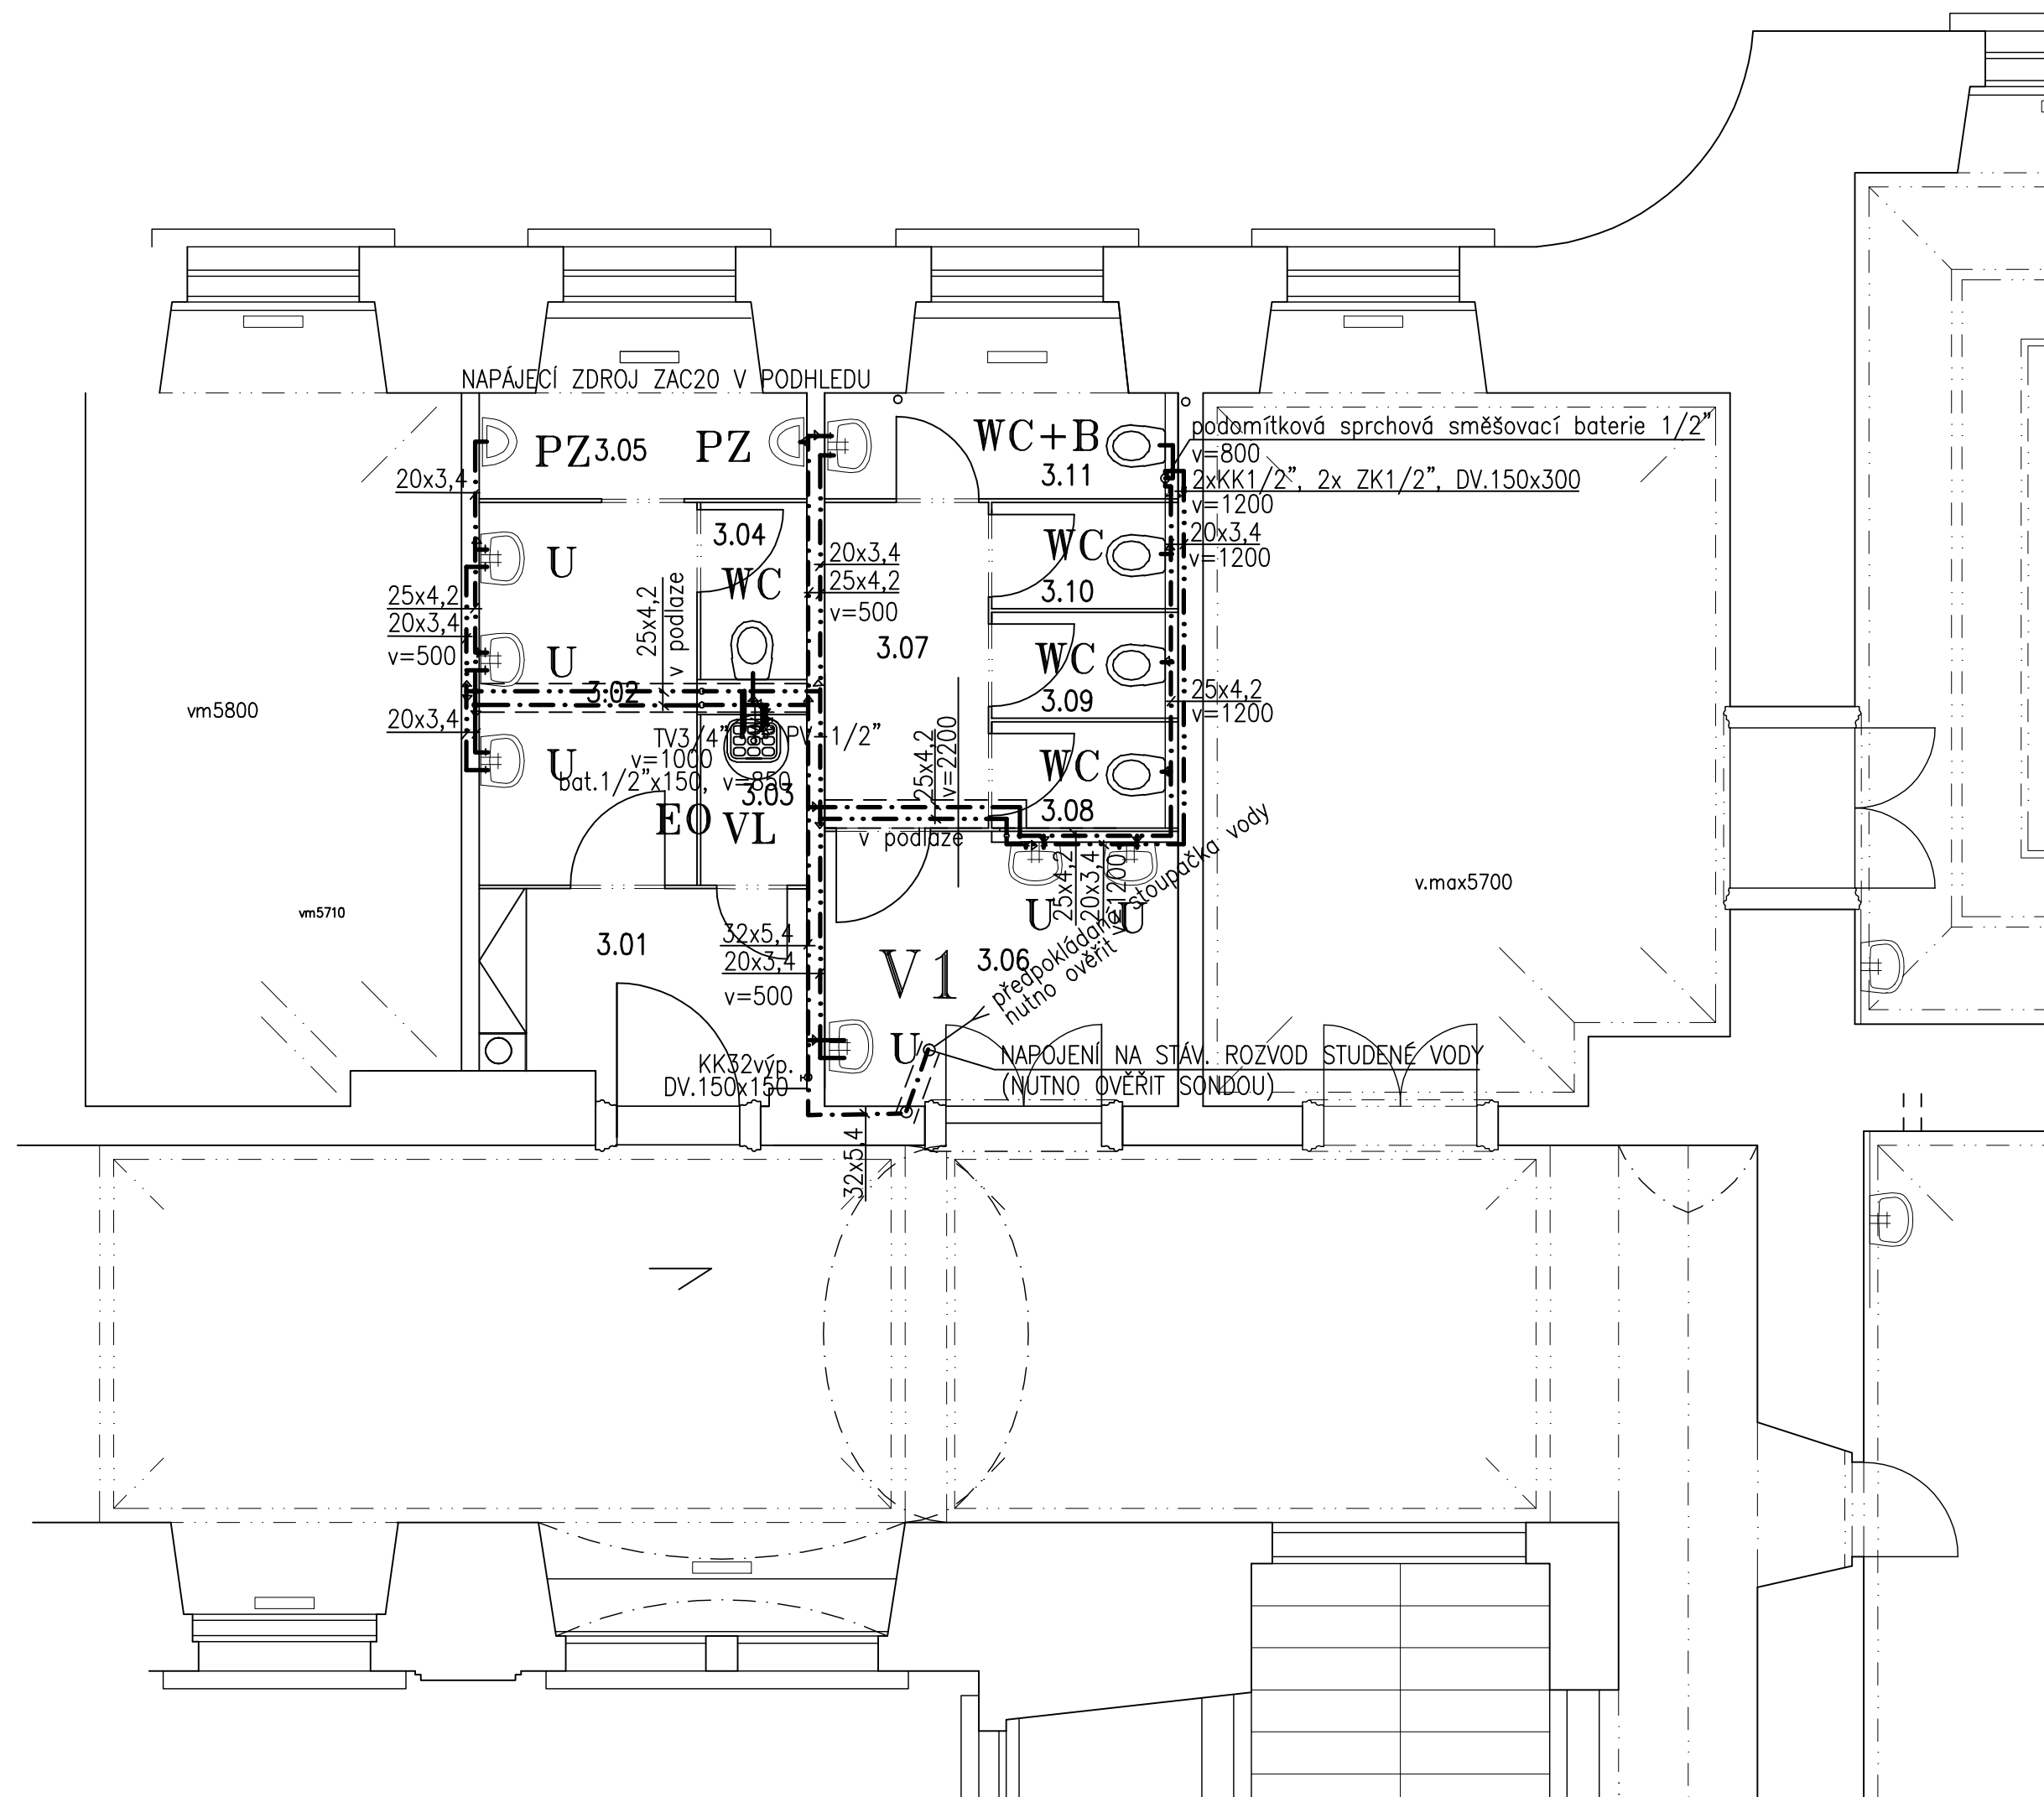 NAPÁJECÍ ZDROJ ZAC20 V PODHLEDU
PZ
3.05
PZ
WC+B
3.11
podomítková sprchová směšovací baterie 1/2"
v=800
2xKK1/2", 2x ZK1/2", DV.150x300
v=1200
20x3,4
v=1200
20x3,4
U
3.04
WC
20x3,4
25x4,2
v=500
WC
3.10
25x4,2
20x3,4
v=500
25x4,2
v podlaze
U
3.07
WC
3.09
25x4,2
v=1200
3.02
vm5800
20x3,4
TV3/4"
PV-1/2"
v=1000
bat.1/2"x150, v=850
U
3.03
EO
VL
25x4,2
v=2200
WC
3.08
v podlaze
25x4,2
20x3,4
v=1200
U
U
předpokládaná stoupačka vody
nutno ověřit
v.max5700
vm5710
3.01
32x5,4
20x3,4
v=500
V1
3.06
U
KK32výp.
DV.150x150
NAPOJENÍ NA STÁV. ROZVOD STUDENÉ VODY
(NUTNO OVĚŘIT SONDOU)
32x5,4